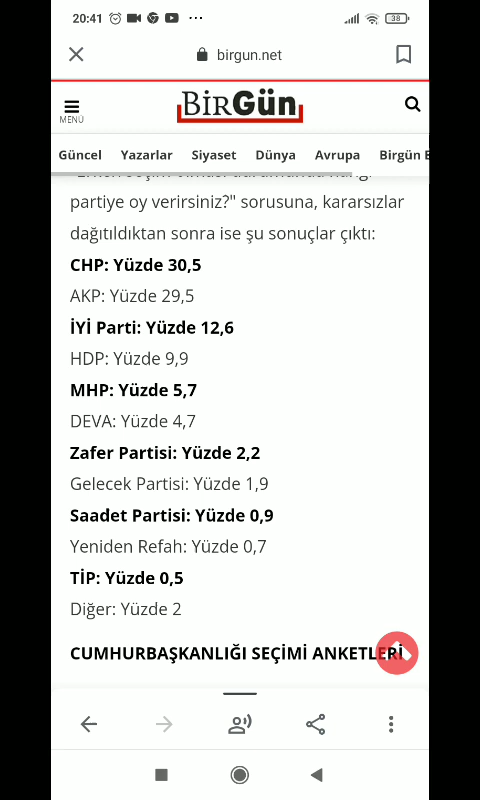 20:41 38
birgun.net
BİRGün
MENÜ
Güncel Yazarlar Siyaset Dünya Avrupa Birgün
partiye oy verirsiniz?" sorusuna, kararsızlar
dağıtıldıktan sonra ise şu sonuçlar çıktı:
CHP: Yüzde 30,5
AKP: Yüzde 29,5
İYİ Parti: Yüzde 12,6
HDP: Yüzde 9,9
MHP: Yüzde 5,7
DEVA: Yüzde 4,7
Zafer Partisi: Yüzde 2,2
Gelecek Partisi: Yüzde 1,9
Saadet Partisi: Yüzde 0,9
Yeniden Refah: Yüzde 0,7
TİP: Yüzde 0,5
Diğer: Yüzde 2
CUMHURBAŞKANLIĞI SEÇİMİ ANKETLERİ